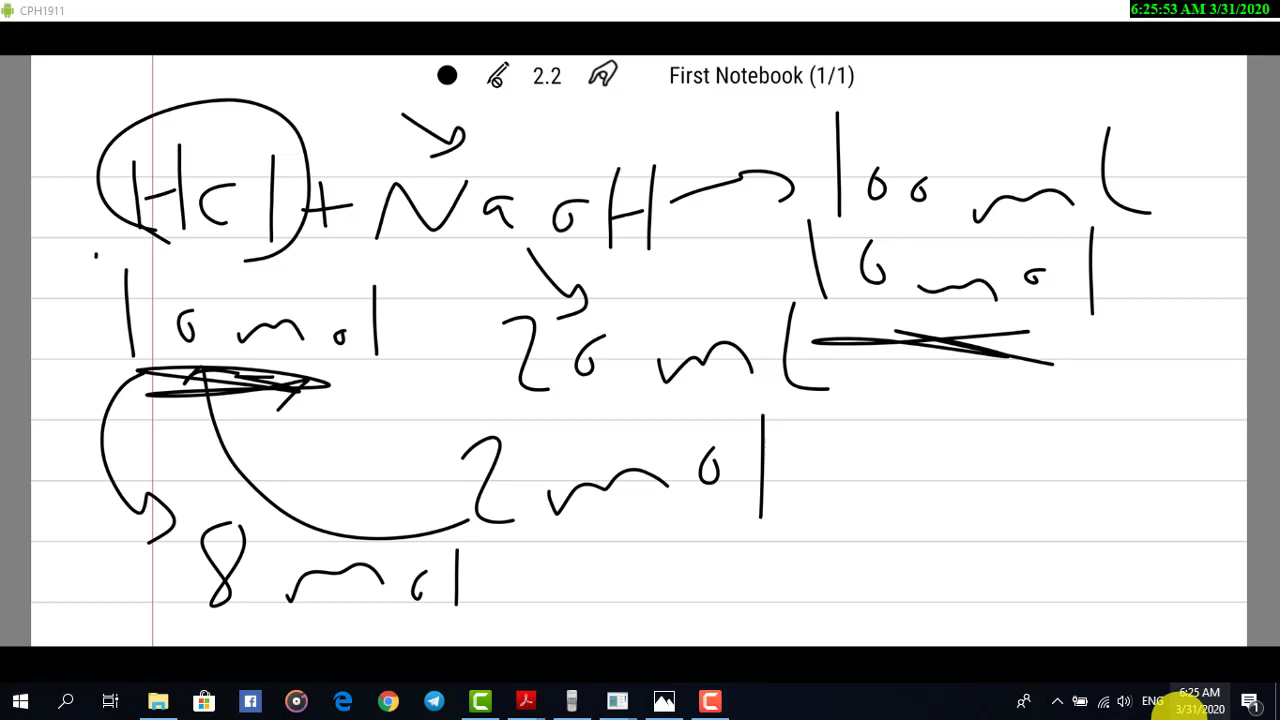 CPH1911
6:25:53 AM 3/31/2020
2.2 First Notebook (1/1)
HCl + NaOH → 100 mL
10 mol
10 mol
20 mL
2 mol
8 mol
ENG
6:25 AM
3/31/2020
1